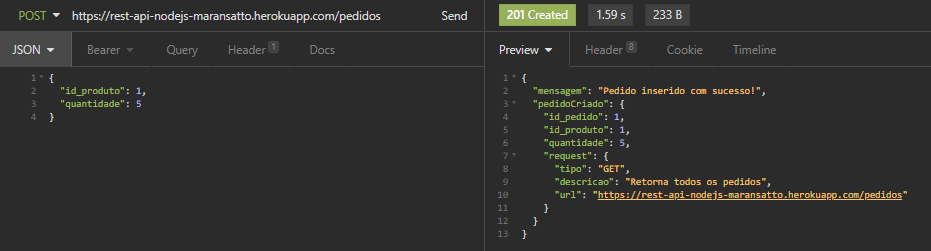 POST https://rest-api-nodejs-maransatto.herokuapp.com/pedidos Send
JSON Bearer Query Header 1 Docs
1 {
2 "id_produto": 1,
3 "quantidade": 5
4 }
201 Created 1.59 s 233 B
Preview Header 8 Cookie Timeline
1 {
2 "mensagem": "Pedido inserido com sucesso!",
3 "pedidoCriado": {
4 "id_pedido": 1,
5 "id_produto": 1,
6 "quantidade": 5,
7 "request": {
8 "tipo": "GET",
9 "descricao": "Retorna todos os pedidos",
10 "url": "https://rest-api-nodejs-maransatto.herokuapp.com/pedidos"
11 }
12 }
13 }